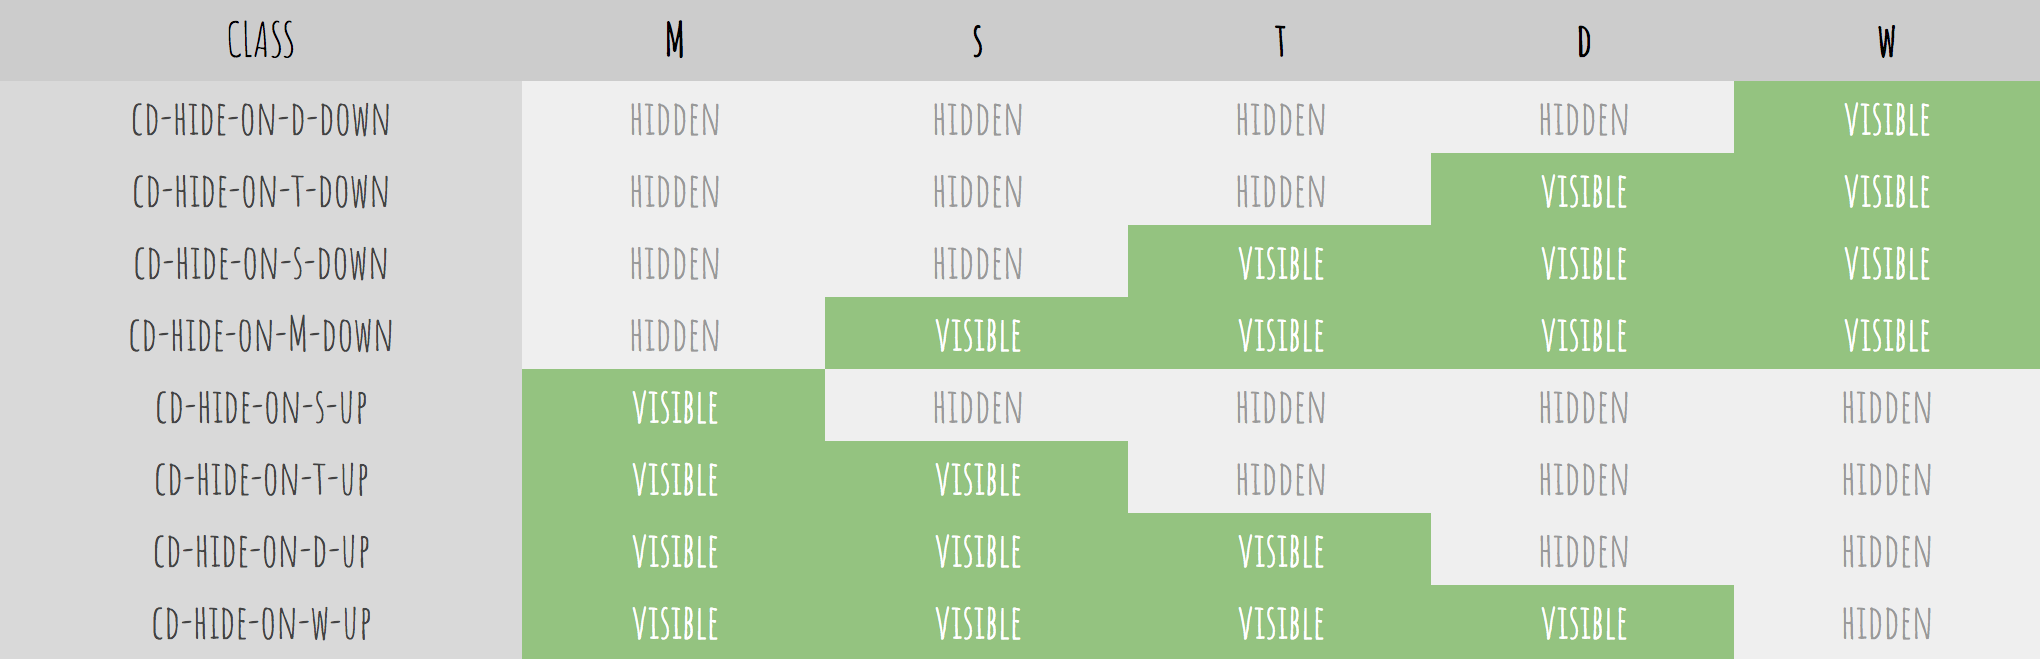 CLASS M S T D W
CD-HIDE-ON-D-DOWN HIDDEN HIDDEN HIDDEN HIDDEN VISIBLE
CD-HIDE-ON-T-DOWN HIDDEN HIDDEN HIDDEN VISIBLE VISIBLE
CD-HIDE-ON-S-DOWN HIDDEN HIDDEN VISIBLE VISIBLE VISIBLE
CD-HIDE-ON-M-DOWN HIDDEN VISIBLE VISIBLE VISIBLE VISIBLE
CD-HIDE-ON-S-UP VISIBLE HIDDEN HIDDEN HIDDEN HIDDEN
CD-HIDE-ON-T-UP VISIBLE VISIBLE HIDDEN HIDDEN HIDDEN
CD-HIDE-ON-D-UP VISIBLE VISIBLE VISIBLE HIDDEN HIDDEN
CD-HIDE-ON-W-UP VISIBLE VISIBLE VISIBLE VISIBLE HIDDEN